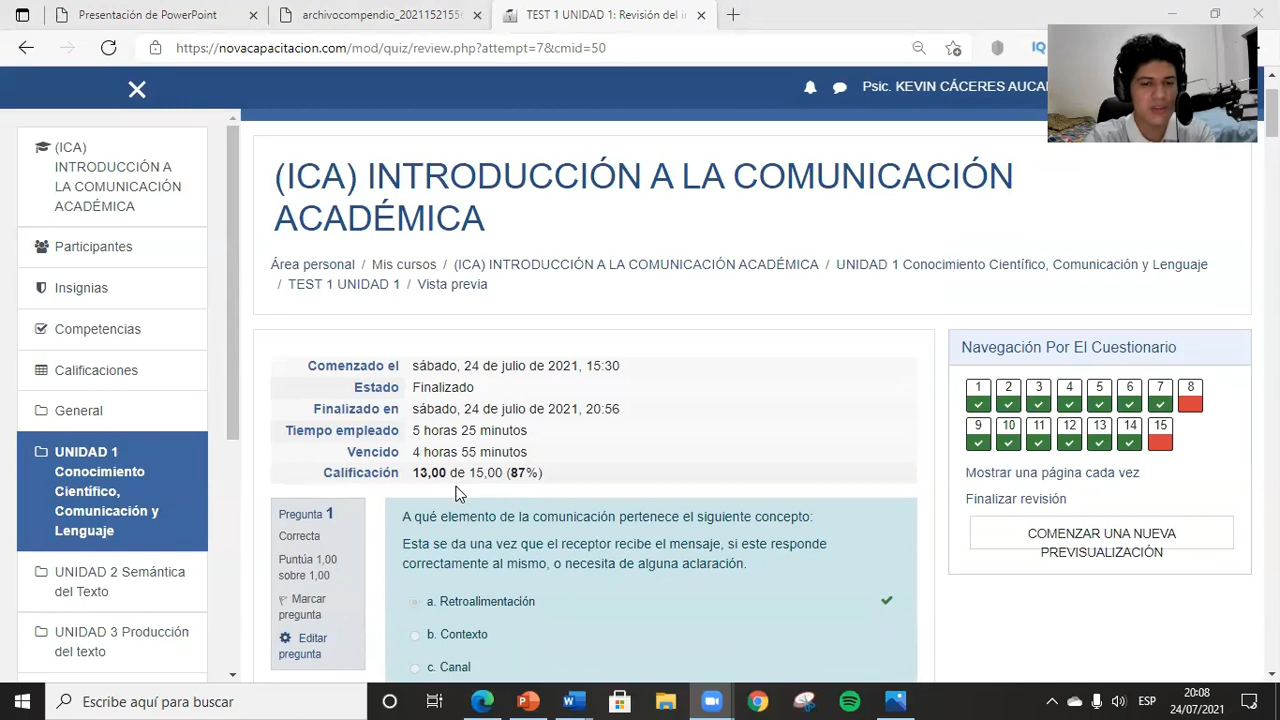 Presentación de PowerPoint
archivocompendio_2021152155
TEST 1 UNIDAD 1: Revisión del in
https://novacapacitacion.com/mod/quiz/review.php?attempt=7&cmid=50
IQ
Psic. KEVIN CÁCERES AUCA
(ICA)
INTRODUCCIÓN A
LA COMUNICACIÓN
ACADÉMICA
Participantes
Insignias
Competencias
Calificaciones
General
UNIDAD 1
Conocimiento
Científico,
Comunicación y
Lenguaje
UNIDAD 2 Semántica
del Texto
UNIDAD 3 Producción
del texto
(ICA) INTRODUCCIÓN A LA COMUNICACIÓN
ACADÉMICA
Área personal / Mis cursos / (ICA) INTRODUCCIÓN A LA COMUNICACIÓN ACADÉMICA / UNIDAD 1 Conocimiento Científico, Comunicación y Lenguaje
/ TEST 1 UNIDAD 1 / Vista previa
Comenzado el sábado, 24 de julio de 2021, 15:30
Estado Finalizado
Finalizado en sábado, 24 de julio de 2021, 20:56
Tiempo empleado 5 horas 25 minutos
Vencido 4 horas 55 minutos
Calificación 13,00 de 15,00 (87%)
Pregunta 1
Correcta
Puntúa 1,00
sobre 1,00
Marcar
pregunta
Editar
pregunta
A qué elemento de la comunicación pertenece el siguiente concepto:
Esta se da una vez que el receptor recibe el mensaje, si este responde
correctamente al mismo, o necesita de alguna aclaración.
a. Retroalimentación
b. Contexto
c. Canal
Navegación Por El Cuestionario
1 2 3 4 5 6 7 8
9 10 11 12 13 14 15
Mostrar una página cada vez
Finalizar revisión
COMENZAR UNA NUEVA
PREVISUALIZACIÓN
Escribe aquí para buscar
ESP
20:08
24/07/2021